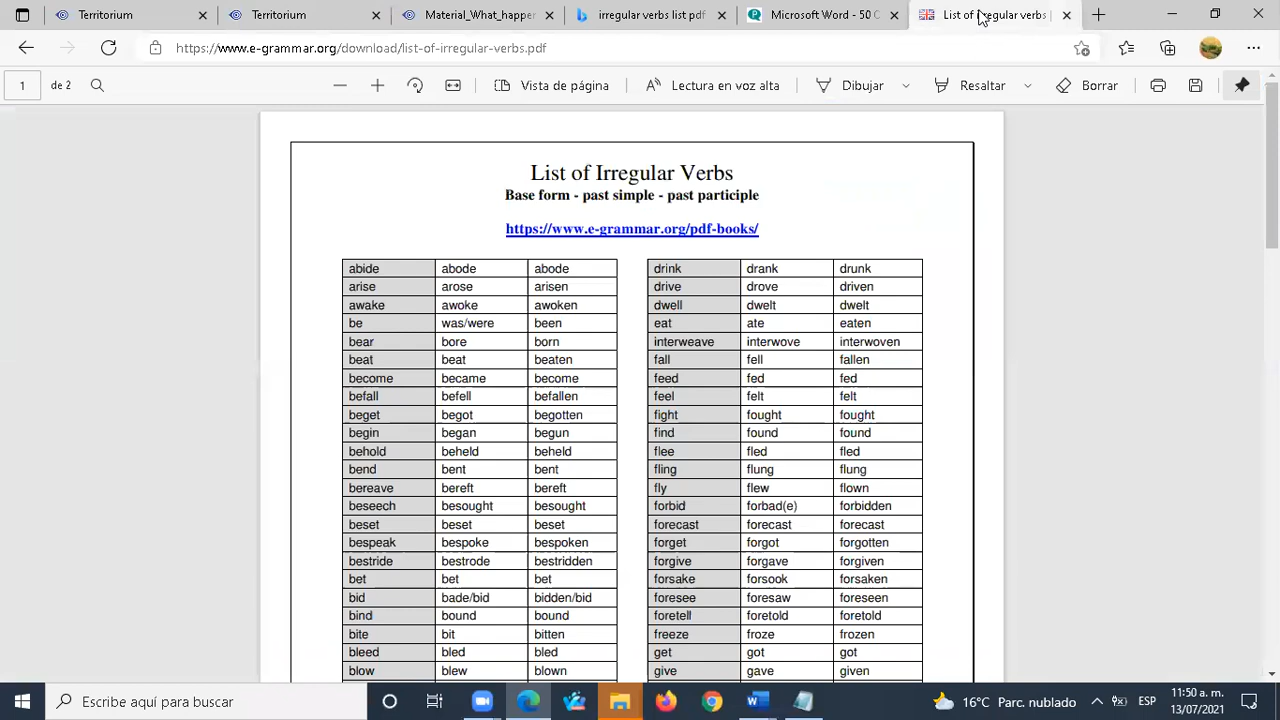 Territorium
Territorium
Material_What_happer
irregular verbs list pdf
Microsoft Word - 50 C
List of irregular verbs
https://www.e-grammar.org/download/list-of-irregular-verbs.pdf
1 de 2
Vista de página
Lectura en voz alta
Dibujar
Resaltar
Borrar
List of Irregular Verbs
Base form - past simple - past participle
https://www.e-grammar.org/pdf-books/
abide abode abode
arise arose arisen
awake awoke awoken
be was/were been
bear bore born
beat beat beaten
become became become
befall befell befallen
beget begot begotten
begin began begun
behold beheld beheld
bend bent bent
bereave bereft bereft
beseech besought besought
beset beset beset
bespeak bespoke bespoken
bestride bestrode bestridden
bet bet bet
bid bade/bid bidden/bid
bind bound bound
bite bit bitten
bleed bled bled
blow blew blown
drink drank drunk
drive drove driven
dwell dwelt dwelt
eat ate eaten
interweave interwove interwoven
fall fell fallen
feed fed fed
feel felt felt
fight fought fought
find found found
flee fled fled
fling flung flung
fly flew flown
forbid forbad(e) forbidden
forecast forecast forecast
forget forgot forgotten
forgive forgave forgiven
forsake forsook forsaken
foresee foresaw foreseen
foretell foretold foretold
freeze froze frozen
get got got
give gave given
Escribe aquí para buscar
16°C Parc. nublado
ESP
11:50 a. m.
13/07/2021